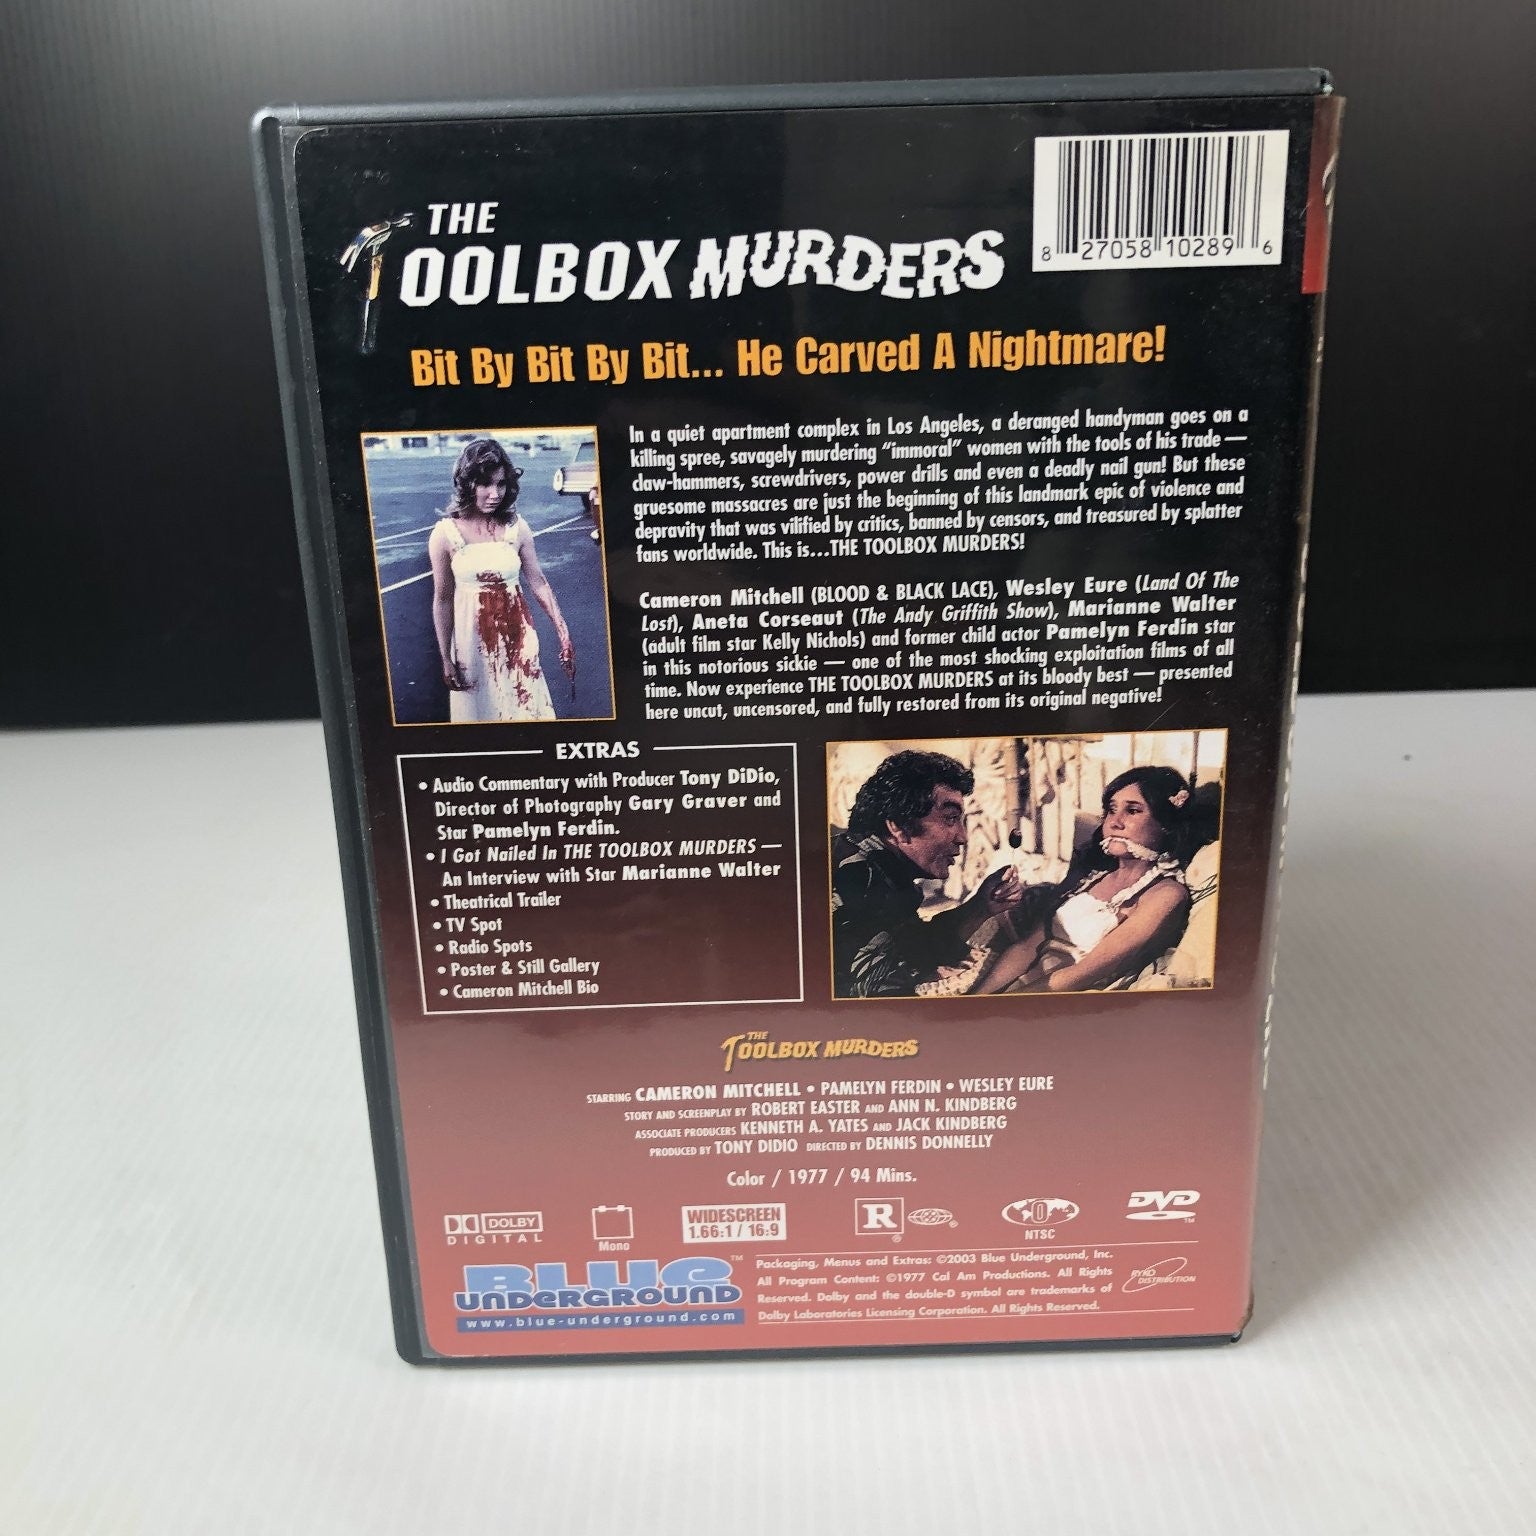 THE
TOOLBOX MURDERS
8 27058 10289 6
Bit By Bit By Bit... He Carved A Nightmare!
In a quiet apartment complex in Los Angeles, a deranged handyman goes on a
killing spree, savagely murdering "immoral" women with the tools of his trade —
claw-hammers, screwdrivers, power drills and even a deadly nail gun! But these
gruesome massacres are just the beginning of this landmark epic of violence and
depravity that was vilified by critics, banned by censors, and treasured by splatter
fans worldwide. This is...THE TOOLBOX MURDERS!
Cameron Mitchell (BLOOD & BLACK LACE), Wesley Eure (Land Of The
Lost), Aneta Corseaut (The Andy Griffith Show), Marianne Walter
(adult film star Kelly Nichols) and former child actor Pamelyn Ferdin star
in this notorious sickie — one of the most shocking exploitation films of all
time. Now experience THE TOOLBOX MURDERS at its bloody best — presented
here uncut, uncensored, and fully restored from its original negative!
EXTRAS
• Audio Commentary with Producer Tony DiDio,
Director of Photography Gary Graver and
Star Pamelyn Ferdin.
• I Got Nailed In THE TOOLBOX MURDERS —
An Interview with Star Marianne Walter
• Theatrical Trailer
• TV Spot
• Radio Spots
• Poster & Still Gallery
• Cameron Mitchell Bio
THE
TOOLBOX MURDERS
STARRING CAMERON MITCHELL • PAMELYN FERDIN • WESLEY EURE
STORY AND SCREENPLAY BY ROBERT EASTER AND ANN N. KINDBERG
ASSOCIATE PRODUCERS KENNETH A. YATES AND JACK KINDBERG
PRODUCED BY TONY DIDIO DIRECTED BY DENNIS DONNELLY
Color / 1977 / 94 Mins.
DOLBY
DIGITAL
Mono
WIDESCREEN
1.66:1 / 16:9
R ®
®
0
NTSC
DVD™
BLUE™
UNDERGROUND
www.blue-underground.com
Packaging, Menus and Extras: ©2003 Blue Underground, Inc.
All Program Content: ©1977 Cal Am Productions. All Rights
Reserved. Dolby and the double-D symbol are trademarks of
Dolby Laboratories Licensing Corporation. All Rights Reserved.
RYKO
DISTRIBUTION